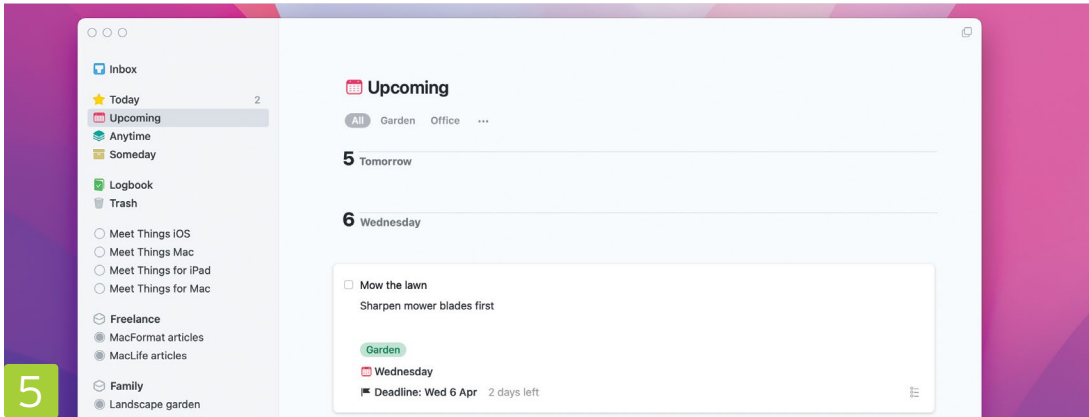 Inbox
Today 2
Upcoming
Anytime
Someday
Logbook
Trash
Meet Things iOS
Meet Things Mac
Meet Things for iPad
Meet Things for Mac
Freelance
MacFormat articles
MacLife articles
Family
Landscape garden
Upcoming
All Garden Office •••
5 Tomorrow
6 Wednesday
Mow the lawn
Sharpen mower blades first
Garden
Wednesday
Deadline: Wed 6 Apr 2 days left
5